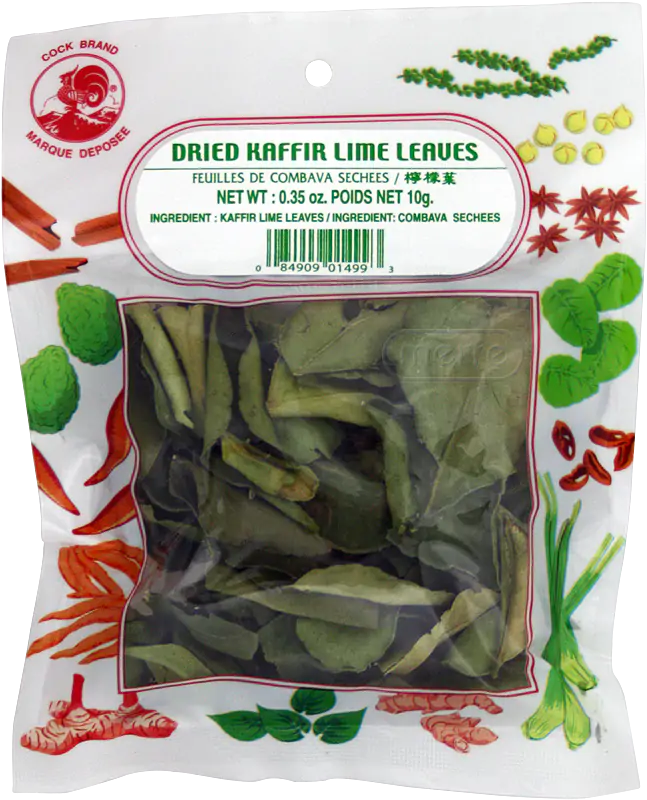 COCK BRAND
®
MARQUE DEPOSEE
DRIED KAFFIR LIME LEAVES
FEUILLES DE COMBAVA SECHEES / 檸檬葉
NET WT : 0.35 oz. POIDS NET 10g.
INGREDIENT : KAFFIR LIME LEAVES / INGREDIENT: COMBAVA SECHEES
0 84909 01499 3